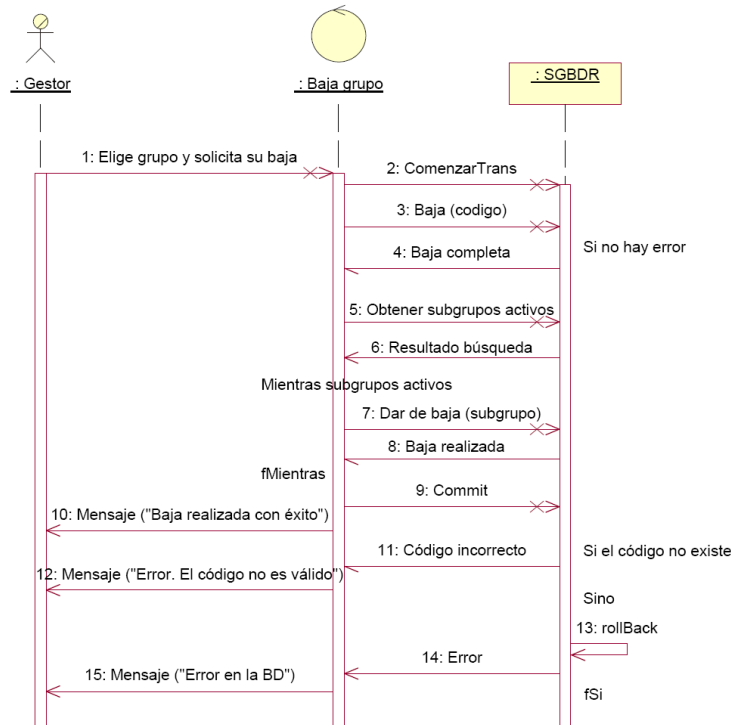 : Gestor
: Baja grupo
: SGBDR
1: Elige grupo y solicita su baja
2: ComenzarTrans
3: Baja (codigo)
Si no hay error
4: Baja completa
5: Obtener subgrupos activos
6: Resultado búsqueda
Mientras subgrupos activos
7: Dar de baja (subgrupo)
8: Baja realizada
fMientras
9: Commit
10: Mensaje ("Baja realizada con éxito")
11: Código incorrecto
Si el código no existe
12: Mensaje ("Error. El código no es válido")
Sino
13: rollBack
14: Error
15: Mensaje ("Error en la BD")
fSi